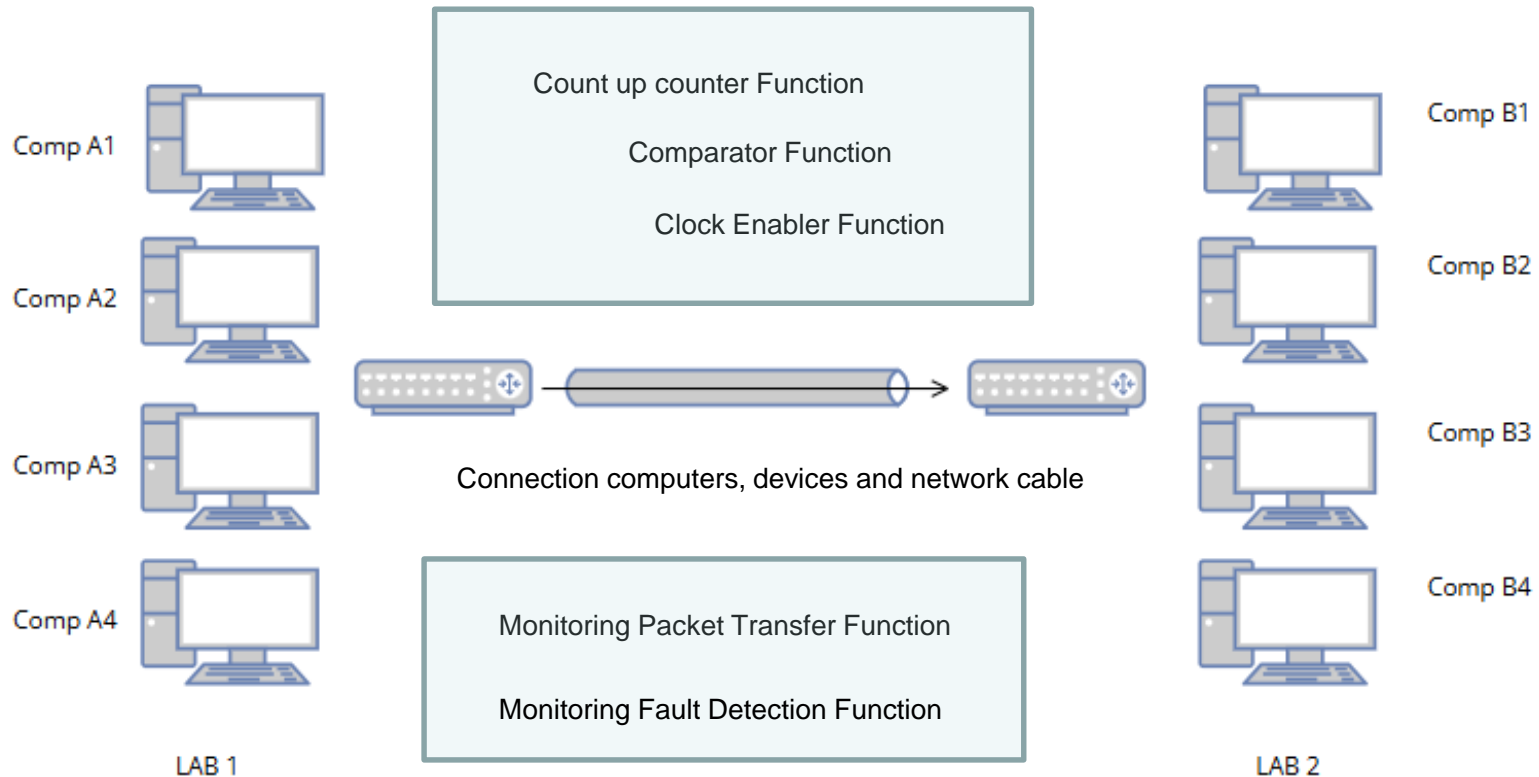 Count up counter Function
Comparator Function
Clock Enabler Function
Comp A1
Comp A2
Comp A3
Comp A4
LAB 1
Connection computers, devices and network cable
Monitoring Packet Transfer Function
Monitoring Fault Detection Function
Comp B1
Comp B2
Comp B3
Comp B4
LAB 2